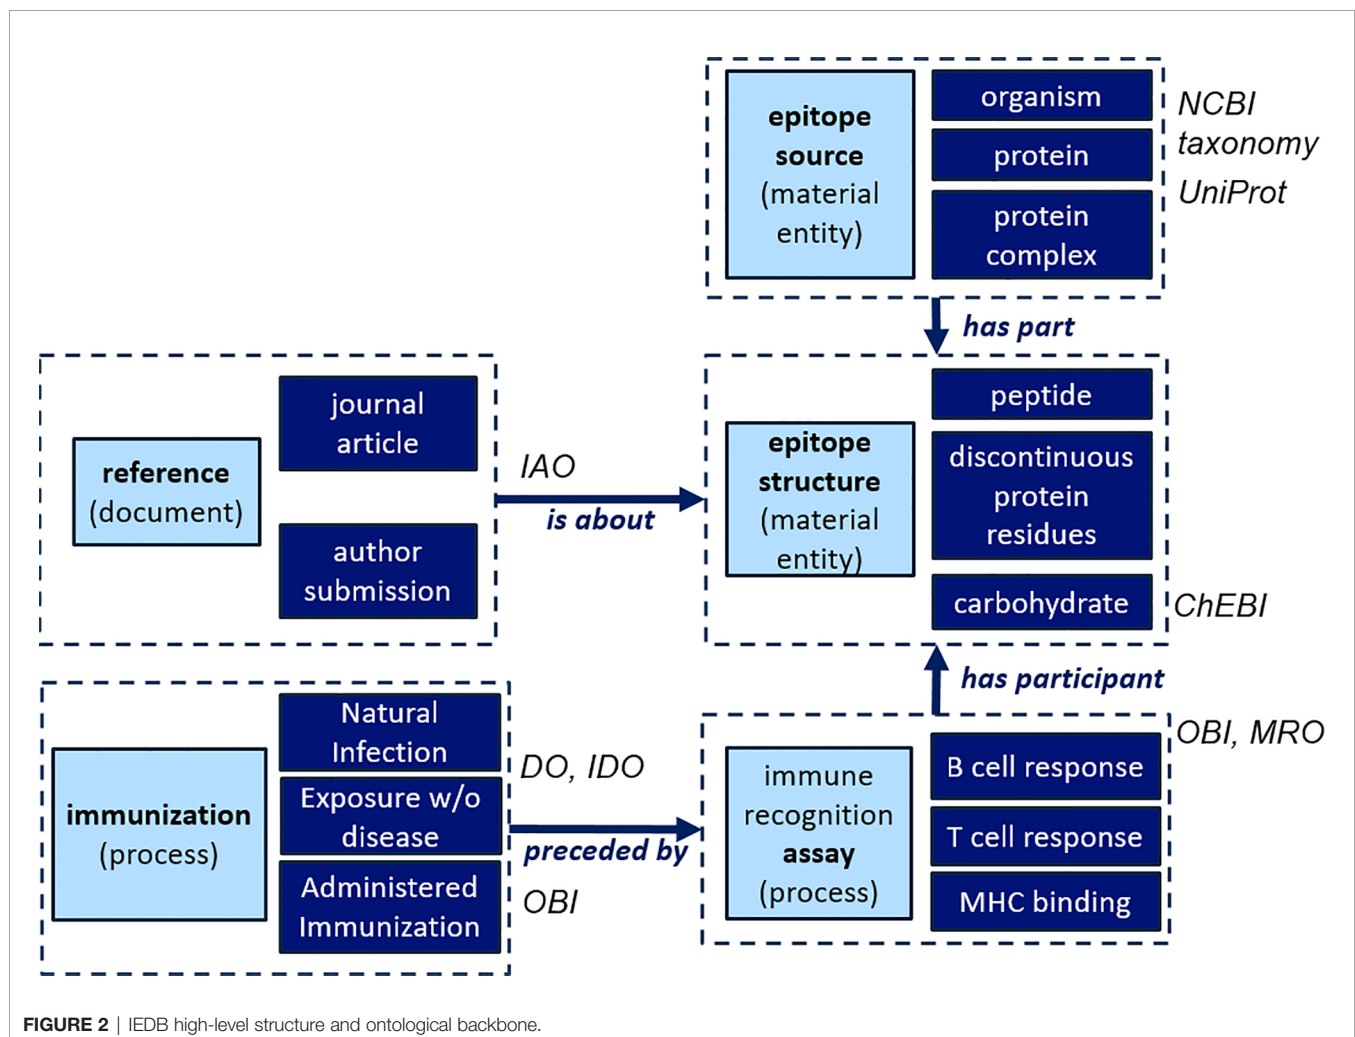 epitope
source
(material
entity)
organism
protein
protein
complex
NCBI
taxonomy
UniProt
has part
reference
(document)
journal
article
author
submission
IAO
is about
epitope
structure
(material
entity)
peptide
discontinuous
protein
residues
carbohydrate
ChEBI
has participant
immunization
(process)
Natural
Infection
Exposure w/o
disease
Administered
Immunization
DO, IDO
preceded by
OBI
immune
recognition
assay
(process)
B cell response
T cell response
MHC binding
OBI, MRO
FIGURE 2 | IEDB high-level structure and ontological backbone.